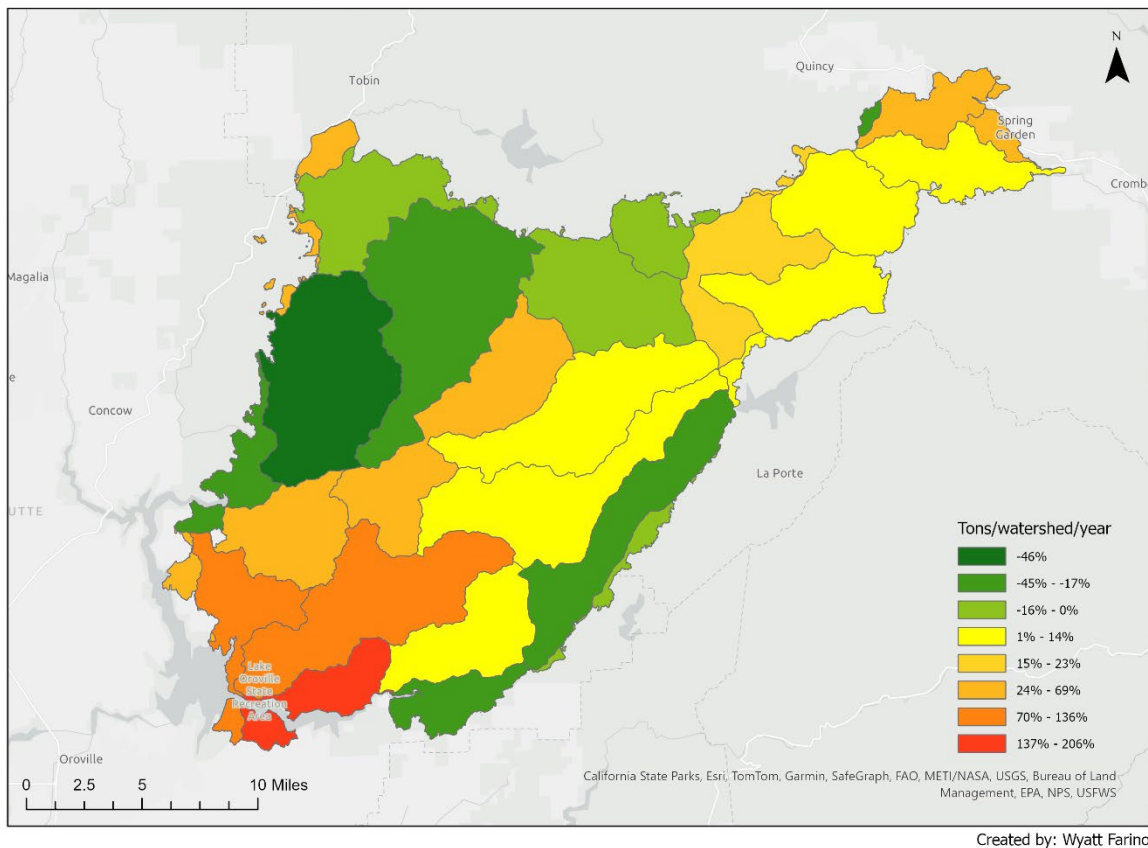 N
Quincy
Tobin
Spring
Garden
Crombe
Magalia
e
Concow
La Porte
UTTE
Tons/watershed/year
-46%
-45% - -17%
-16% - 0%
1% - 14%
15% - 23%
24% - 69%
70% - 136%
137% - 206%
Lake
Oroville
State
Recreation
Area
Oroville
0 2.5 5 10 Miles
California State Parks, Esri, TomTom, Garmin, SafeGraph, FAO, METI/NASA, USGS, Bureau of Land
Management, EPA, NPS, USFWS
Created by: Wyatt Farino